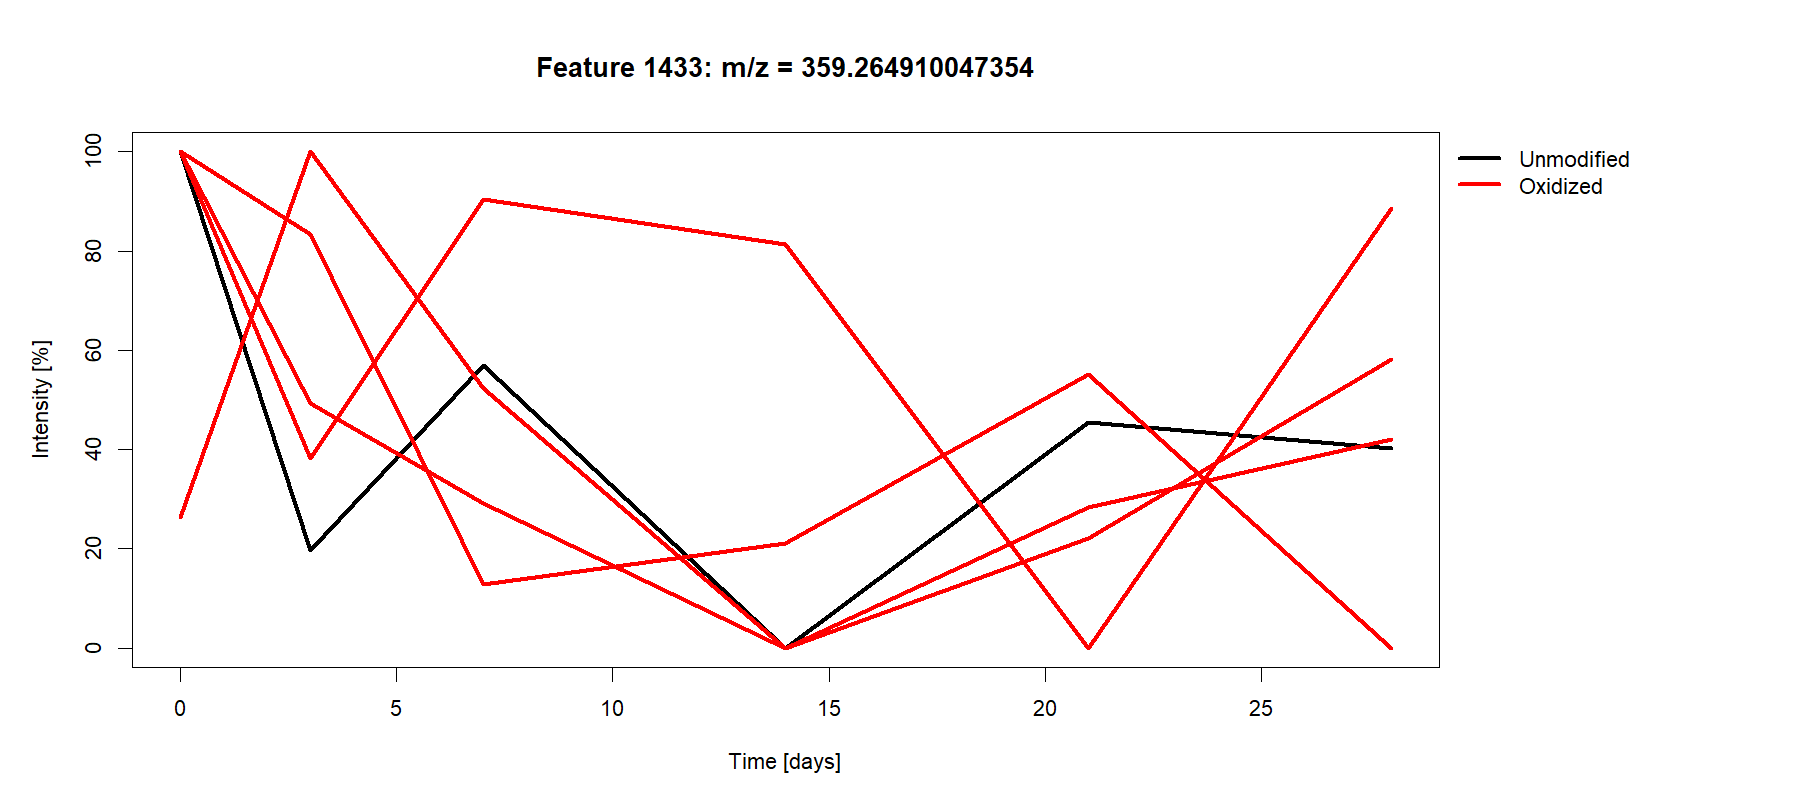 Feature 1433: m/z = 359.264910047354
Unmodified
Oxidized
Intensity [%]
100
80
60
40
20
0
0 5 10 15 20 25
Time [days]